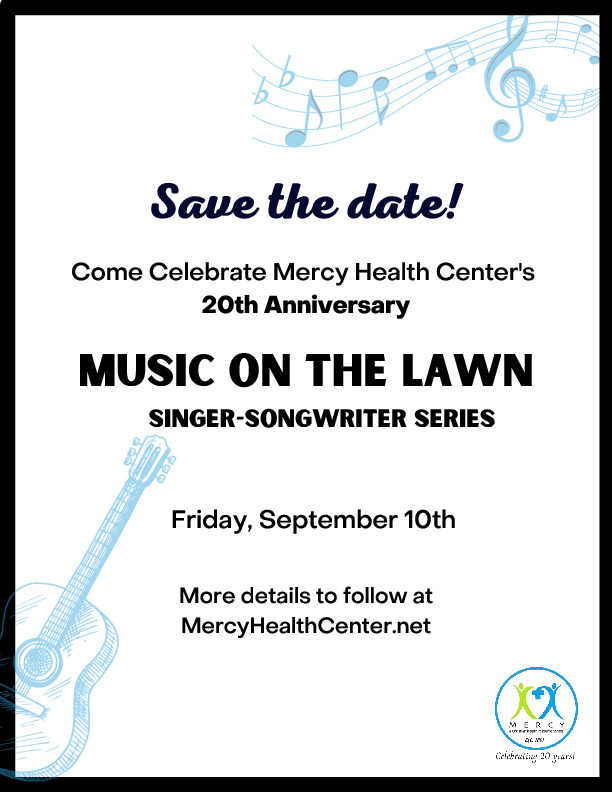 Save the date!
Come Celebrate Mercy Health Center's
20th Anniversary
MUSIC ON THE LAWN
SINGER-SONGWRITER SERIES
Friday, September 10th
More details to follow at
MercyHealthCenter.net
MERCY
Celebrating 20 years!